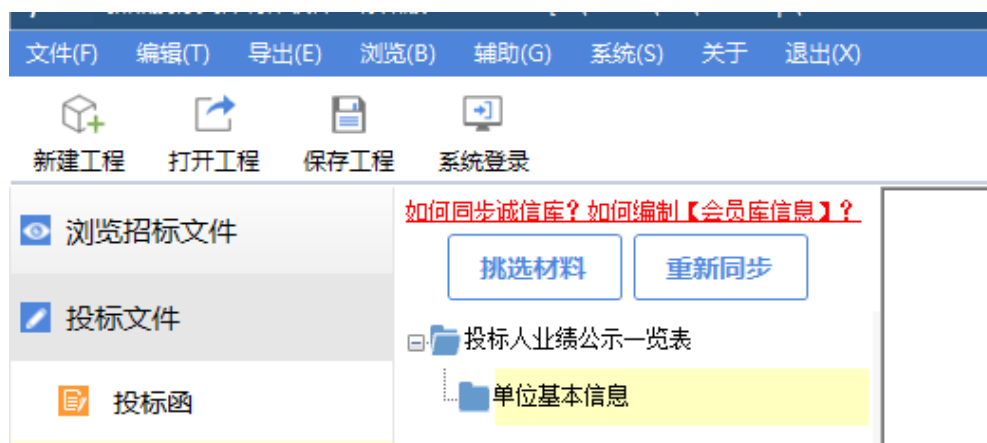 文件(F) 编辑(T) 导出(E) 浏览(B) 辅助(G) 系统(S) 关于 退出(X)
新建工程 打开工程 保存工程 系统登录
浏览招标文件
投标文件
投标函
如何同步诚信库？如何编制【会员库信息】？
挑选材料 重新同步
投标人业绩公示一览表
单位基本信息